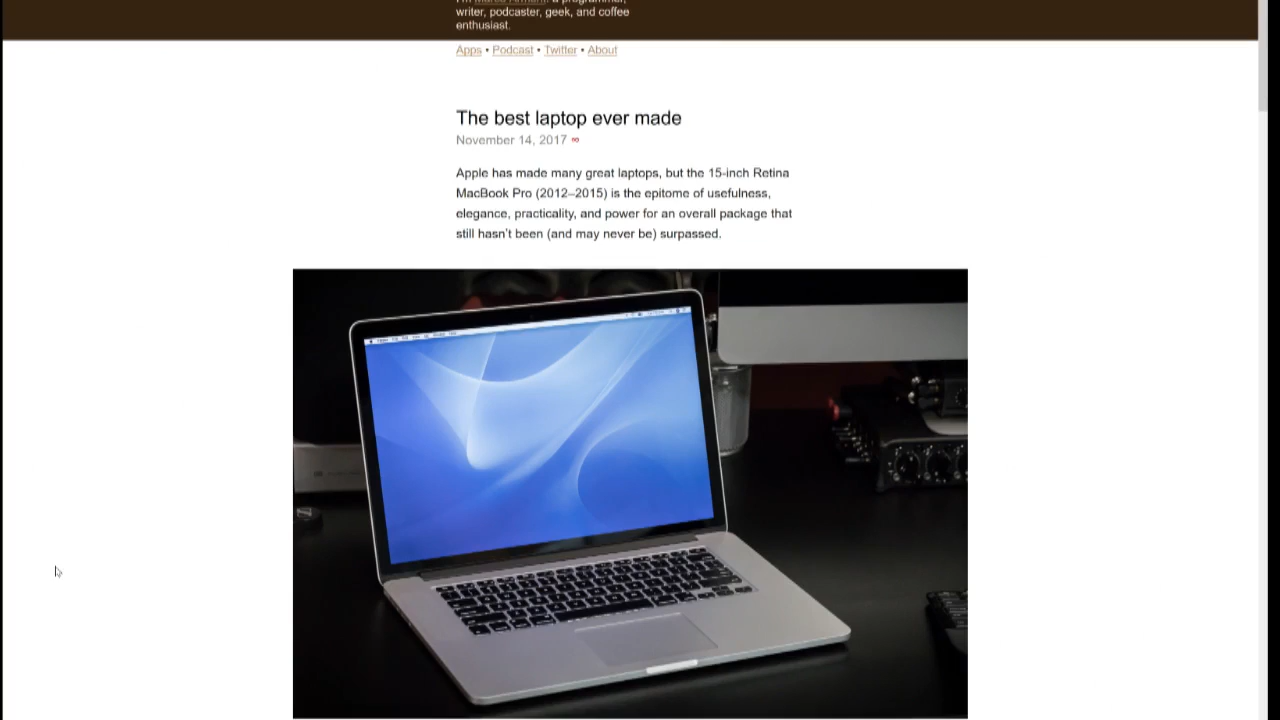 writer, podcaster, geek, and coffee
enthusiast.
Apps • Podcast • Twitter • About
The best laptop ever made
November 14, 2017 ∞
Apple has made many great laptops, but the 15-inch Retina
MacBook Pro (2012–2015) is the epitome of usefulness,
elegance, practicality, and power for an overall package that
still hasn't been (and may never be) surpassed.